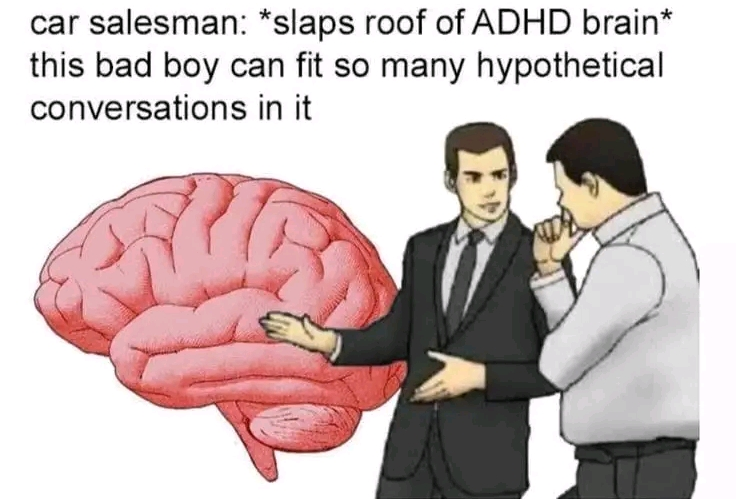 car salesman: *slaps roof of ADHD brain*
this bad boy can fit so many hypothetical
conversations in it